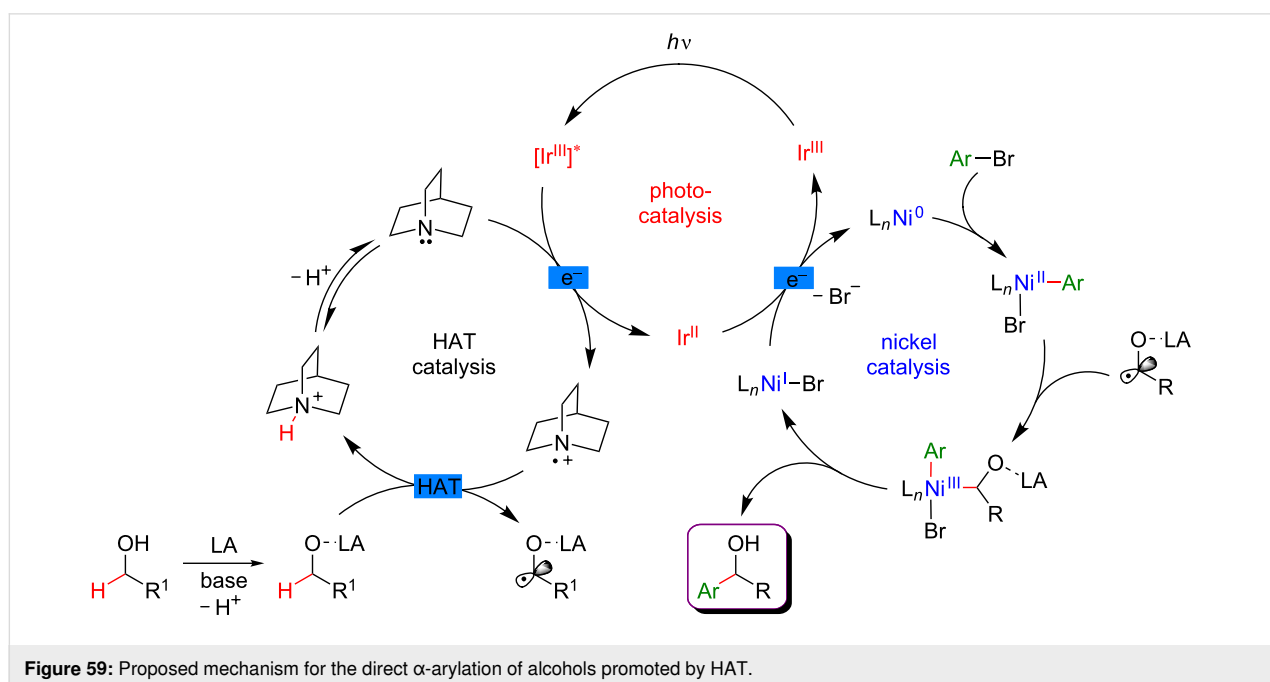 hν
[Ir^III]*
Ir^III
photo-
catalysis
Ar–Br
L_nNi^0
N
– H^+
e^–
e^–
– Br^–
L_nNi^II–Ar
Br
HAT
catalysis
Ir^II
nickel
catalysis
O--LA
R
L_nNi^I–Br
N^+
H
N
•+
Ar
O--LA
L_nNi^III
R
Br
HAT
OH
H
R^1
LA
base
– H^+
O--LA
H
R^1
O--LA
R^1
OH
Ar
R
Figure 59: Proposed mechanism for the direct α-arylation of alcohols promoted by HAT.